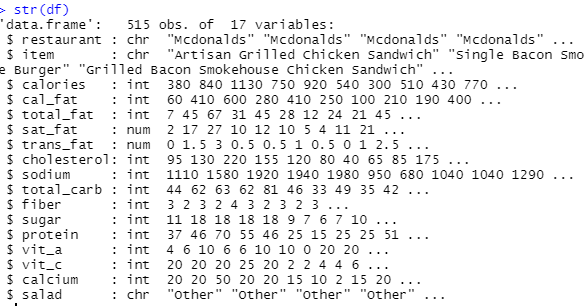 > str(df)
'data.frame':   515 obs. of  17 variables:
 $ restaurant : chr  "Mcdonalds" "Mcdonalds" "Mcdonalds" "Mcdonalds" ...
 $ item       : chr  "Artisan Grilled Chicken Sandwich" "Single Bacon Smo
e Burger" "Grilled Bacon Smokehouse Chicken Sandwich" ...
 $ calories   : int  380 840 1130 750 920 540 300 510 430 770 ...
 $ cal_fat    : int  60 410 600 280 410 250 100 210 190 400 ...
 $ total_fat  : int  7 45 67 31 45 28 12 24 21 45 ...
 $ sat_fat    : num  2 17 27 10 12 10 5 4 11 21 ...
 $ trans_fat  : num  0 1.5 3 0.5 0.5 1 0.5 0 1 2.5 ...
 $ cholesterol: int  95 130 220 155 120 80 40 65 85 175 ...
 $ sodium     : int  1110 1580 1920 1940 1980 950 680 1040 1040 1290 ...
 $ total_carb : int  44 62 63 62 81 46 33 49 35 42 ...
 $ fiber      : int  3 2 3 2 4 3 2 3 2 3 ...
 $ sugar      : int  11 18 18 18 18 9 7 6 7 10 ...
 $ protein    : int  37 46 70 55 46 25 15 25 25 51 ...
 $ vit_a      : int  4 6 10 6 6 10 10 0 20 20 ...
 $ vit_c      : int  20 20 20 25 20 2 2 4 4 6 ...
 $ calcium    : int  20 20 50 20 20 15 10 2 15 20 ...
 $ salad      : chr  "Other" "Other" "Other" "Other" ...